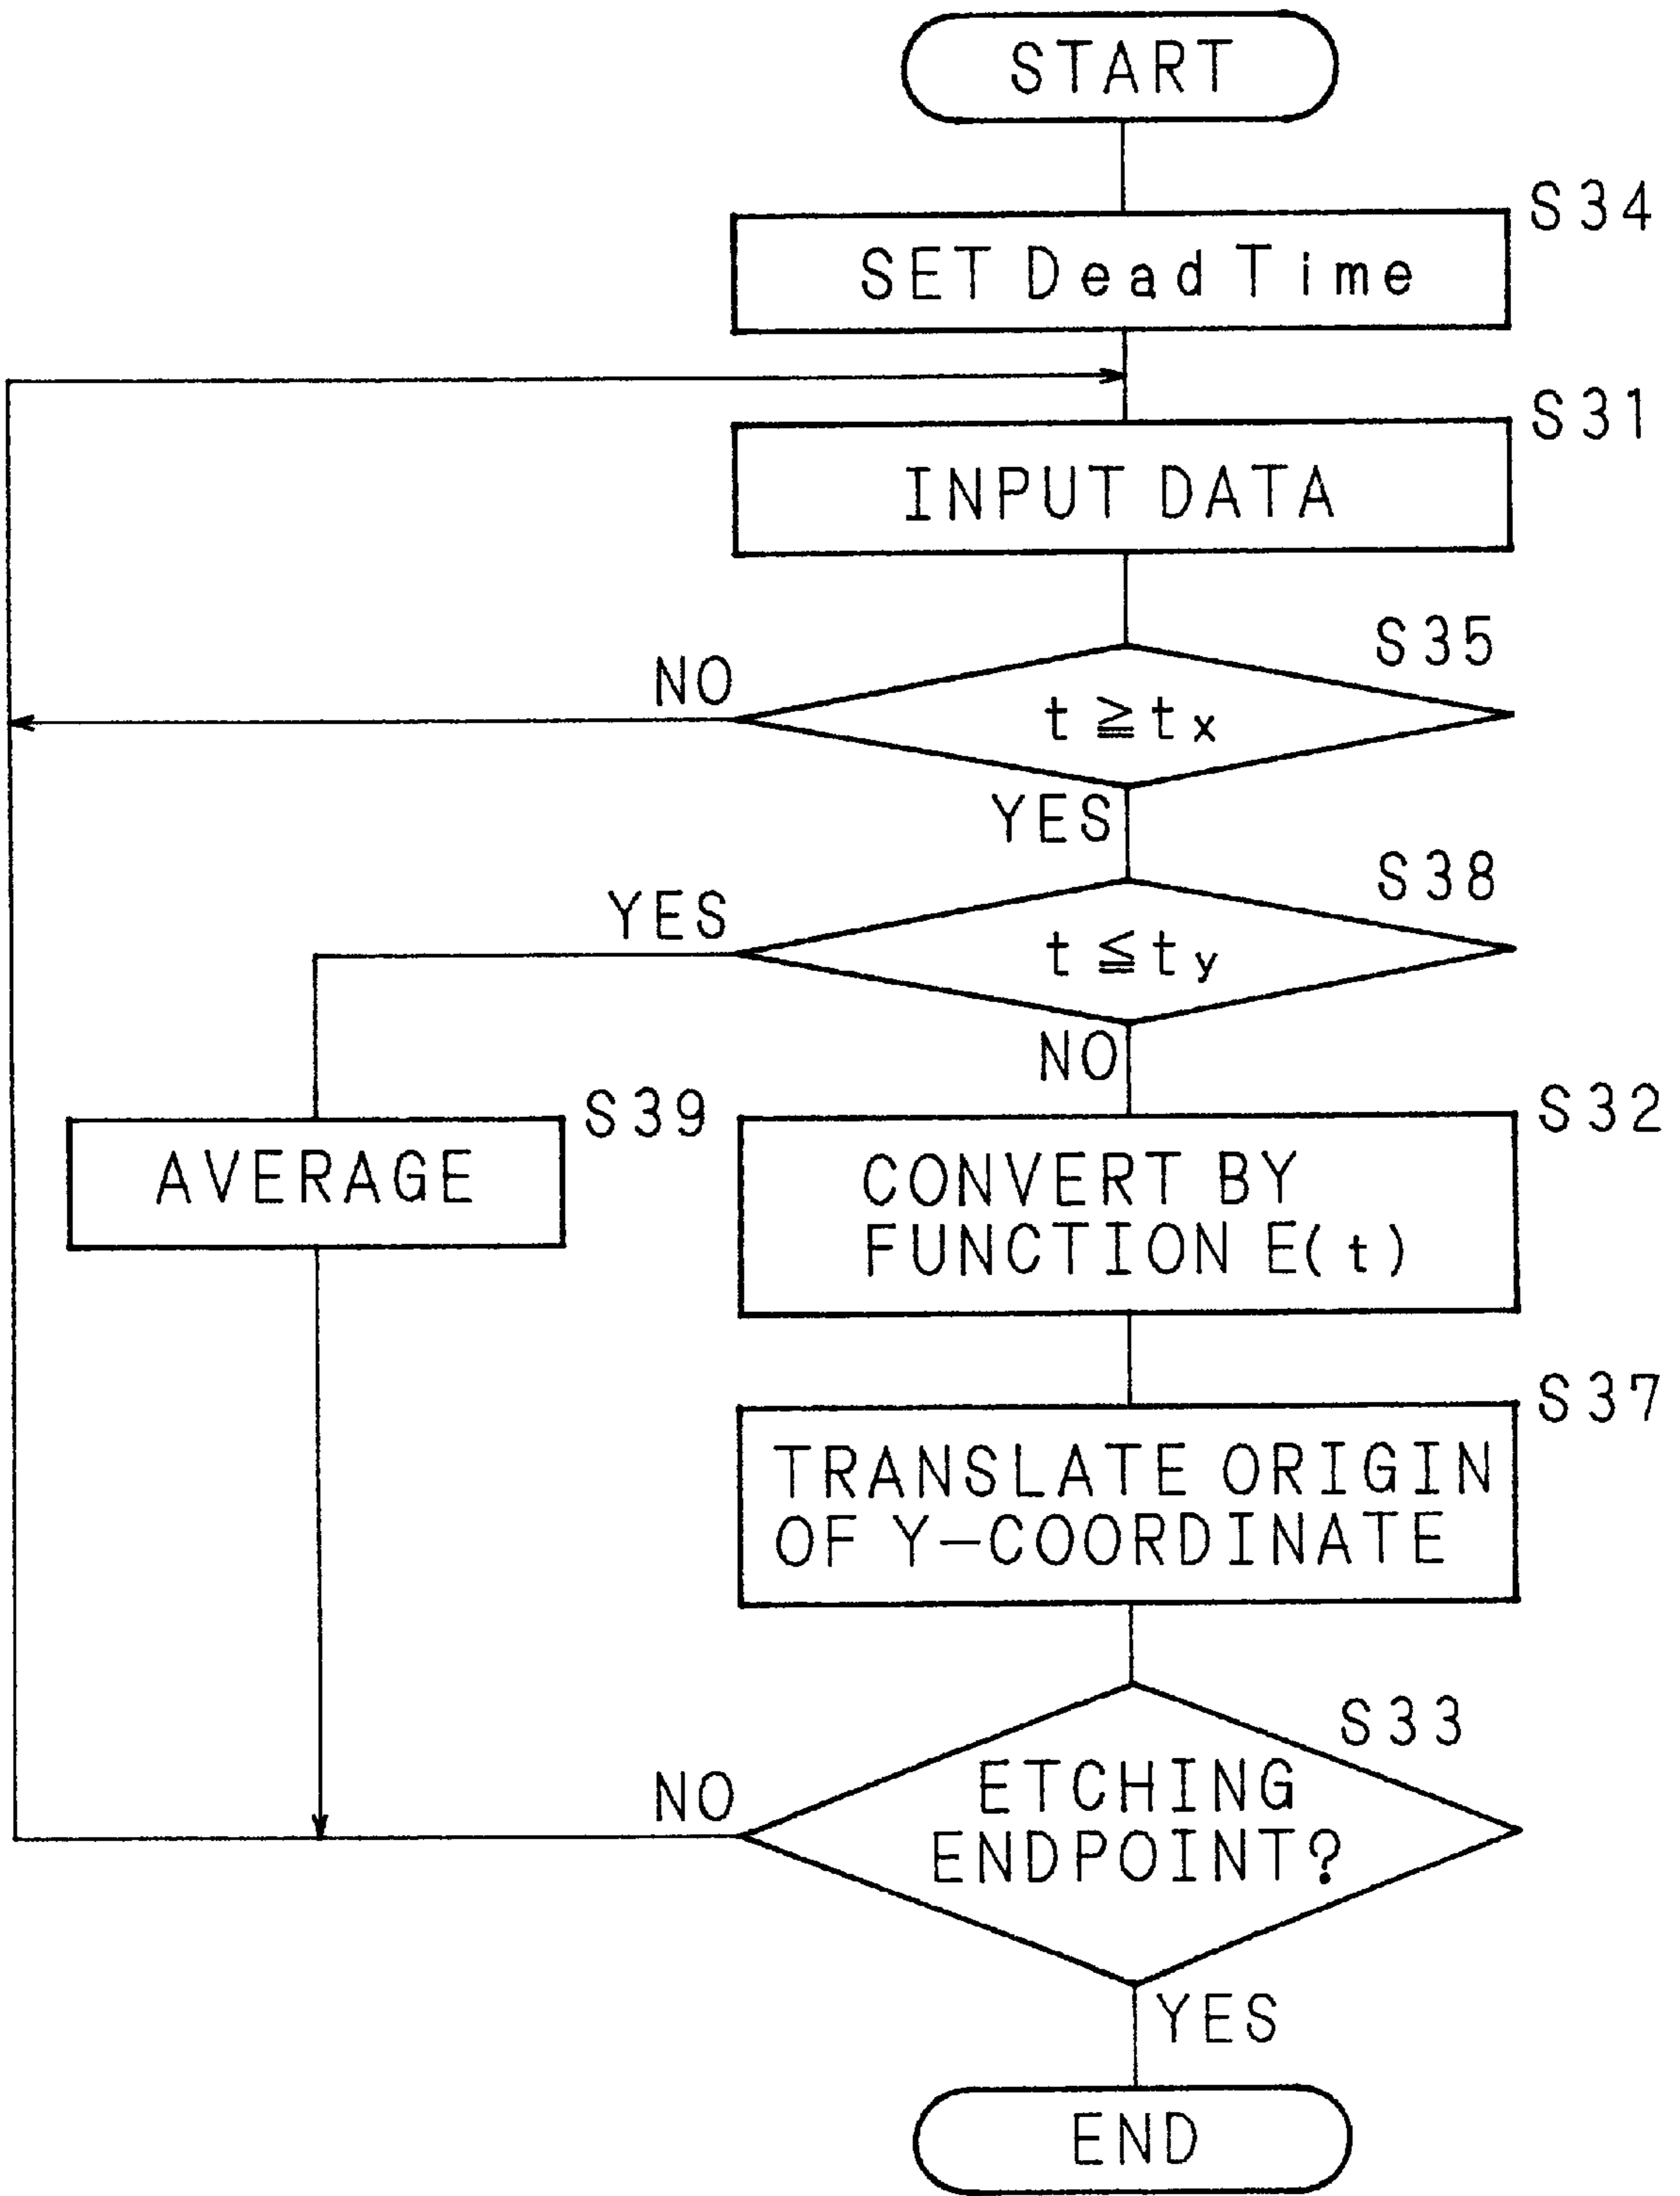 START
S34
SET Dead Time
S31
INPUT DATA
S35
NO
t ≧ tx
YES
S38
YES
t ≦ ty
NO
S39
AVERAGE
S32
CONVERT BY
FUNCTION E(t)
S37
TRANSLATE ORIGIN
OF Y-COORDINATE
S33
NO
ETCHING
ENDPOINT?
YES
END